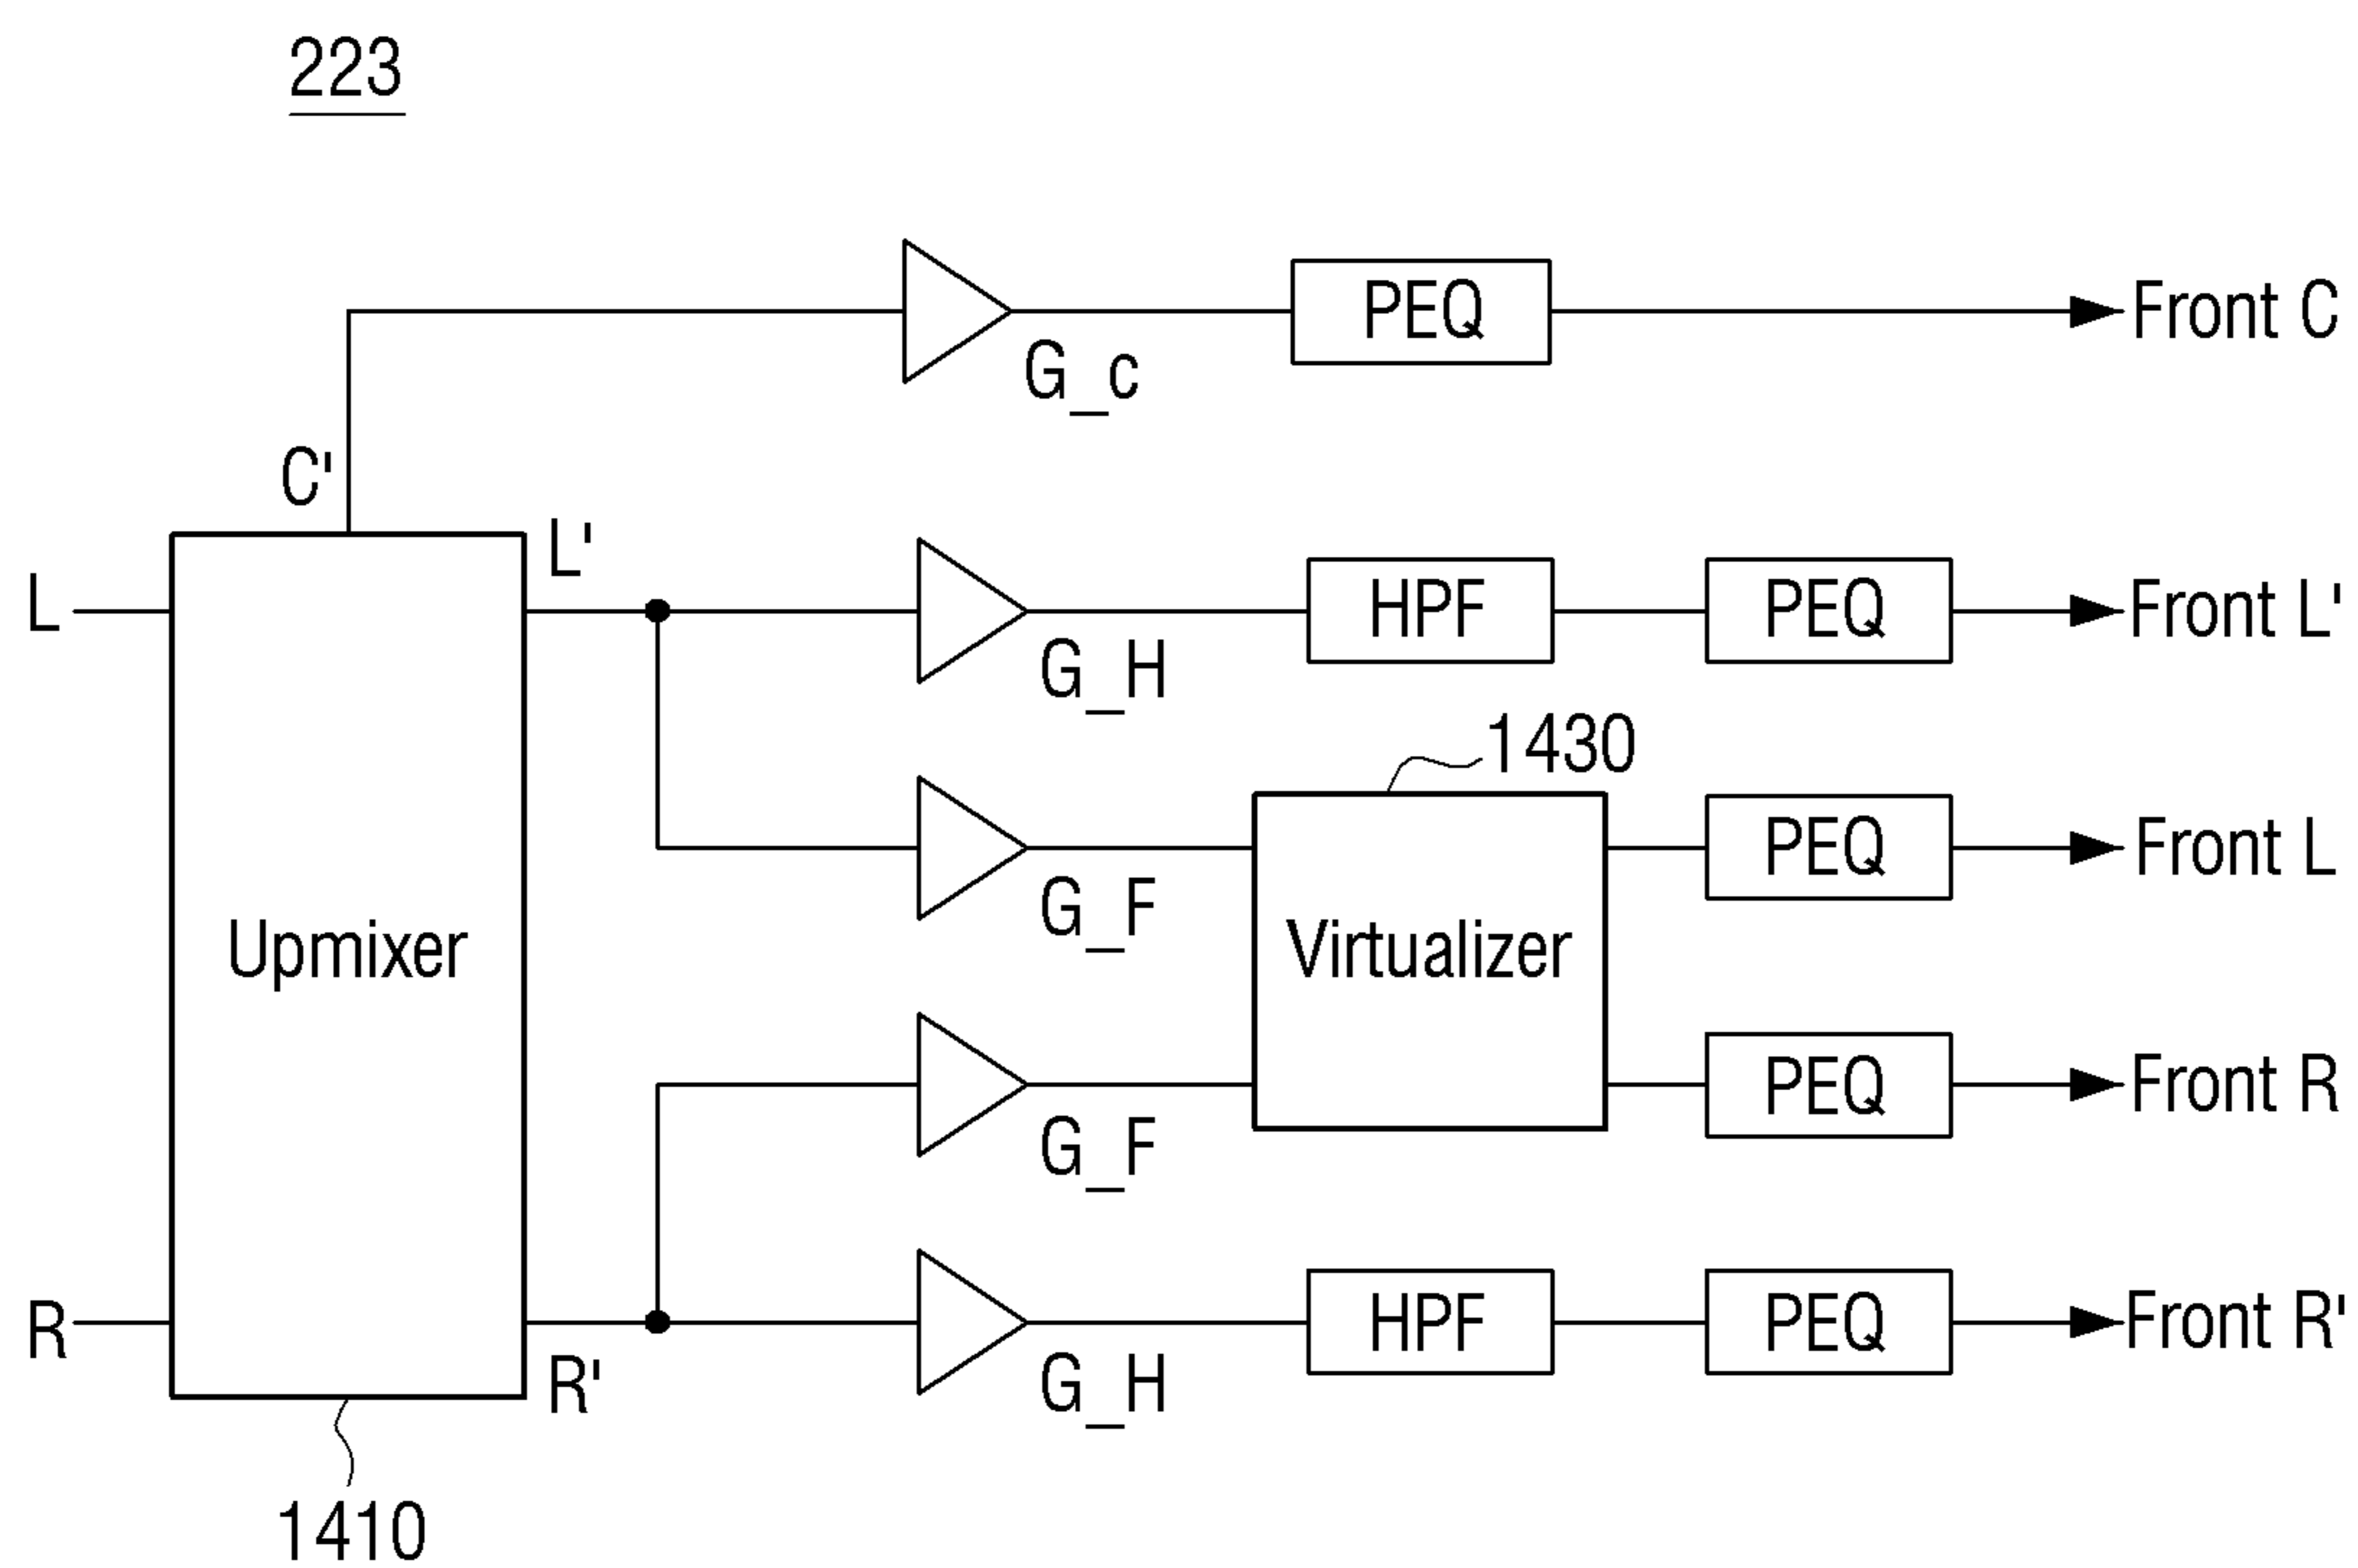 223
PEQ
Front C
G_c
C'
L'
L
HPF
PEQ
Front L'
G_H
1430
PEQ
Front L
G_F
Upmixer
Virtualizer
PEQ
Front R
G_F
R
HPF
PEQ
Front R'
R'
G_H
1410